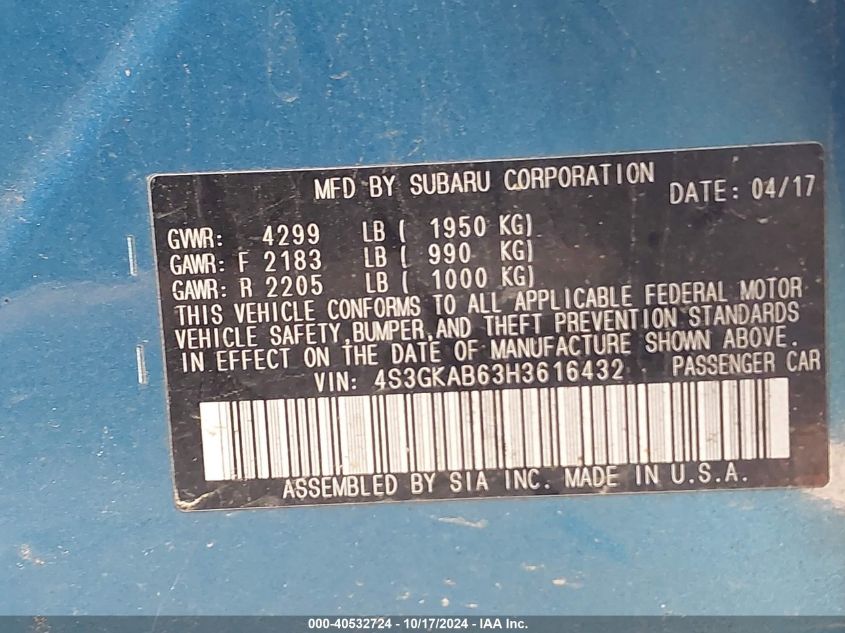 MFD BY SUBARU CORPORATION DATE: 04/17
GVWR: 4299 LB ( 1950 KG)
GAWR: F 2183 LB ( 990 KG)
GAWR: R 2205 LB ( 1000 KG)
THIS VEHICLE CONFORMS TO ALL APPLICABLE FEDERAL MOTOR
VEHICLE SAFETY,BUMPER,AND THEFT PREVENTION STANDARDS
IN EFFECT ON THE DATE OF MANUFACTURE SHOWN ABOVE.
VIN: 4S3GKAB63H3616432 PASSENGER CAR
ASSEMBLED BY SIA INC. MADE IN U.S.A.
000-40532724 - 10/17/2024 - IAA Inc.